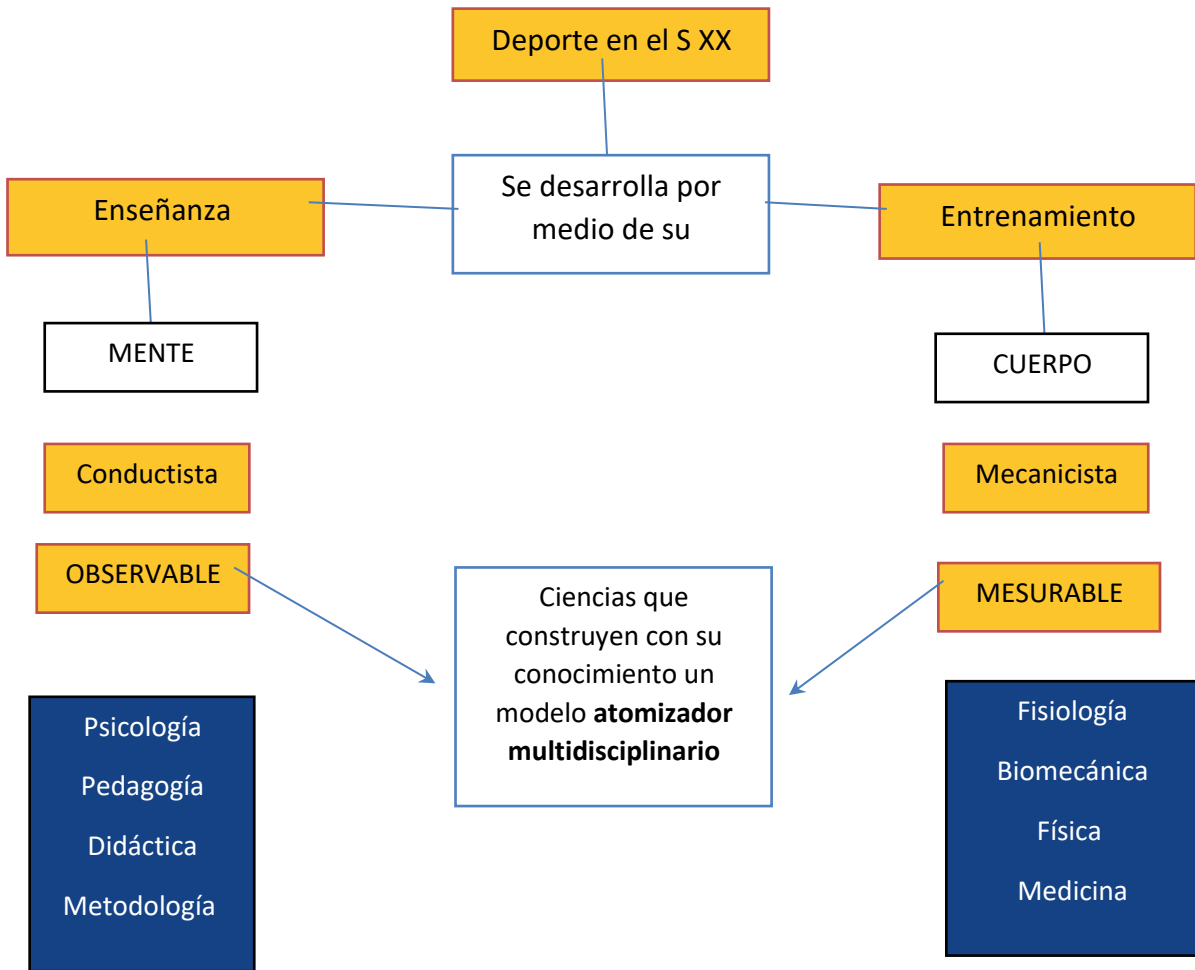 Deporte en el S XX
Se desarrolla por
medio de su
Enseñanza
Entrenamiento
MENTE
CUERPO
Conductista
Mecanicista
OBSERVABLE
MESURABLE
Ciencias que
construyen con su
conocimiento un
modelo atomizador
multidisciplinario
Psicología
Pedagogía
Didáctica
Metodología
Fisiología
Biomecánica
Física
Medicina